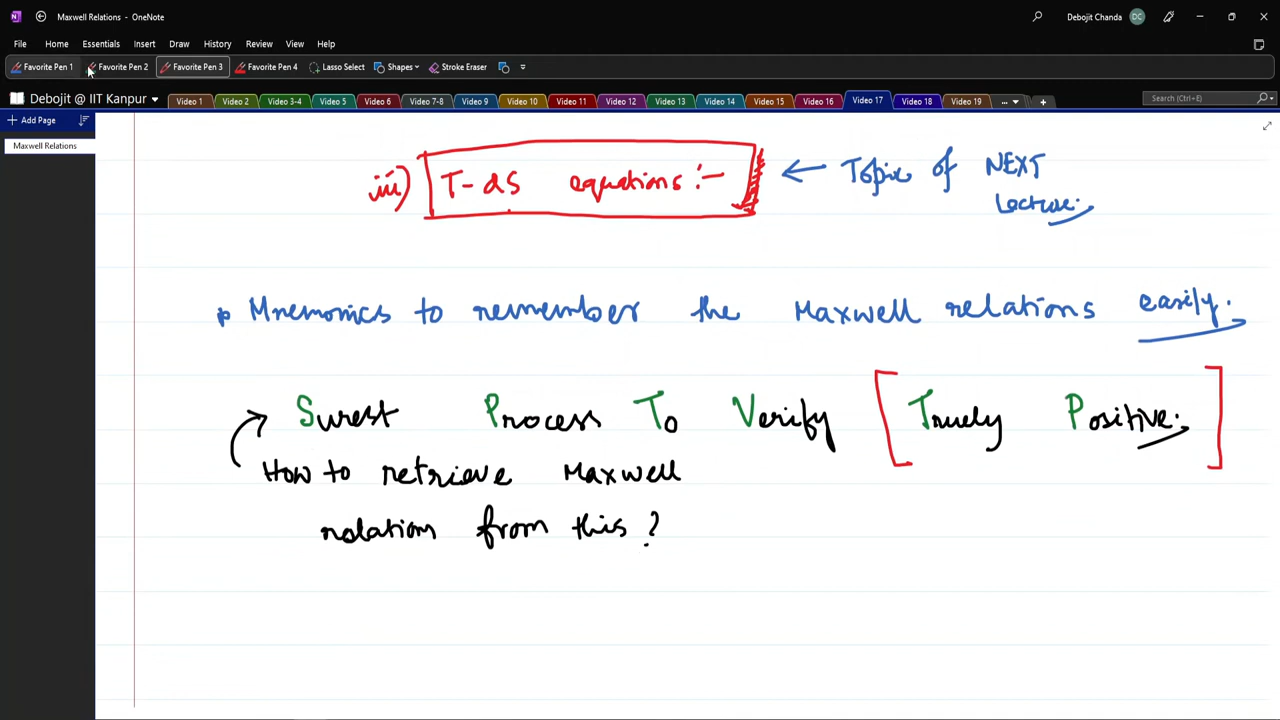 Maxwell Relations - OneNote
Debojit Chanda DC
File Home Essentials Insert Draw History Review View Help
Favorite Pen 1 Favorite Pen 2 Favorite Pen 3 Favorite Pen 4 Lasso Select Shapes Stroke Eraser
Debojit @ IIT Kanpur Video 1 Video 2 Video 3-4 Video 5 Video 6 Video 7-8 Video 9 Video 10 Video 11 Video 12 Video 13 Video 14 Video 15 Video 16 Video 17 Video 18 Video 19 ... + Search (Ctrl+E)
+ Add Page
Maxwell Relations
iii) T-dS equations :- ← Topic of NEXT
Lecture.
Mnemonics to remember the Maxwell relations easily.
Surest Process To Verify [Truely Positive.]
How to retrieve Maxwell
relation from this?